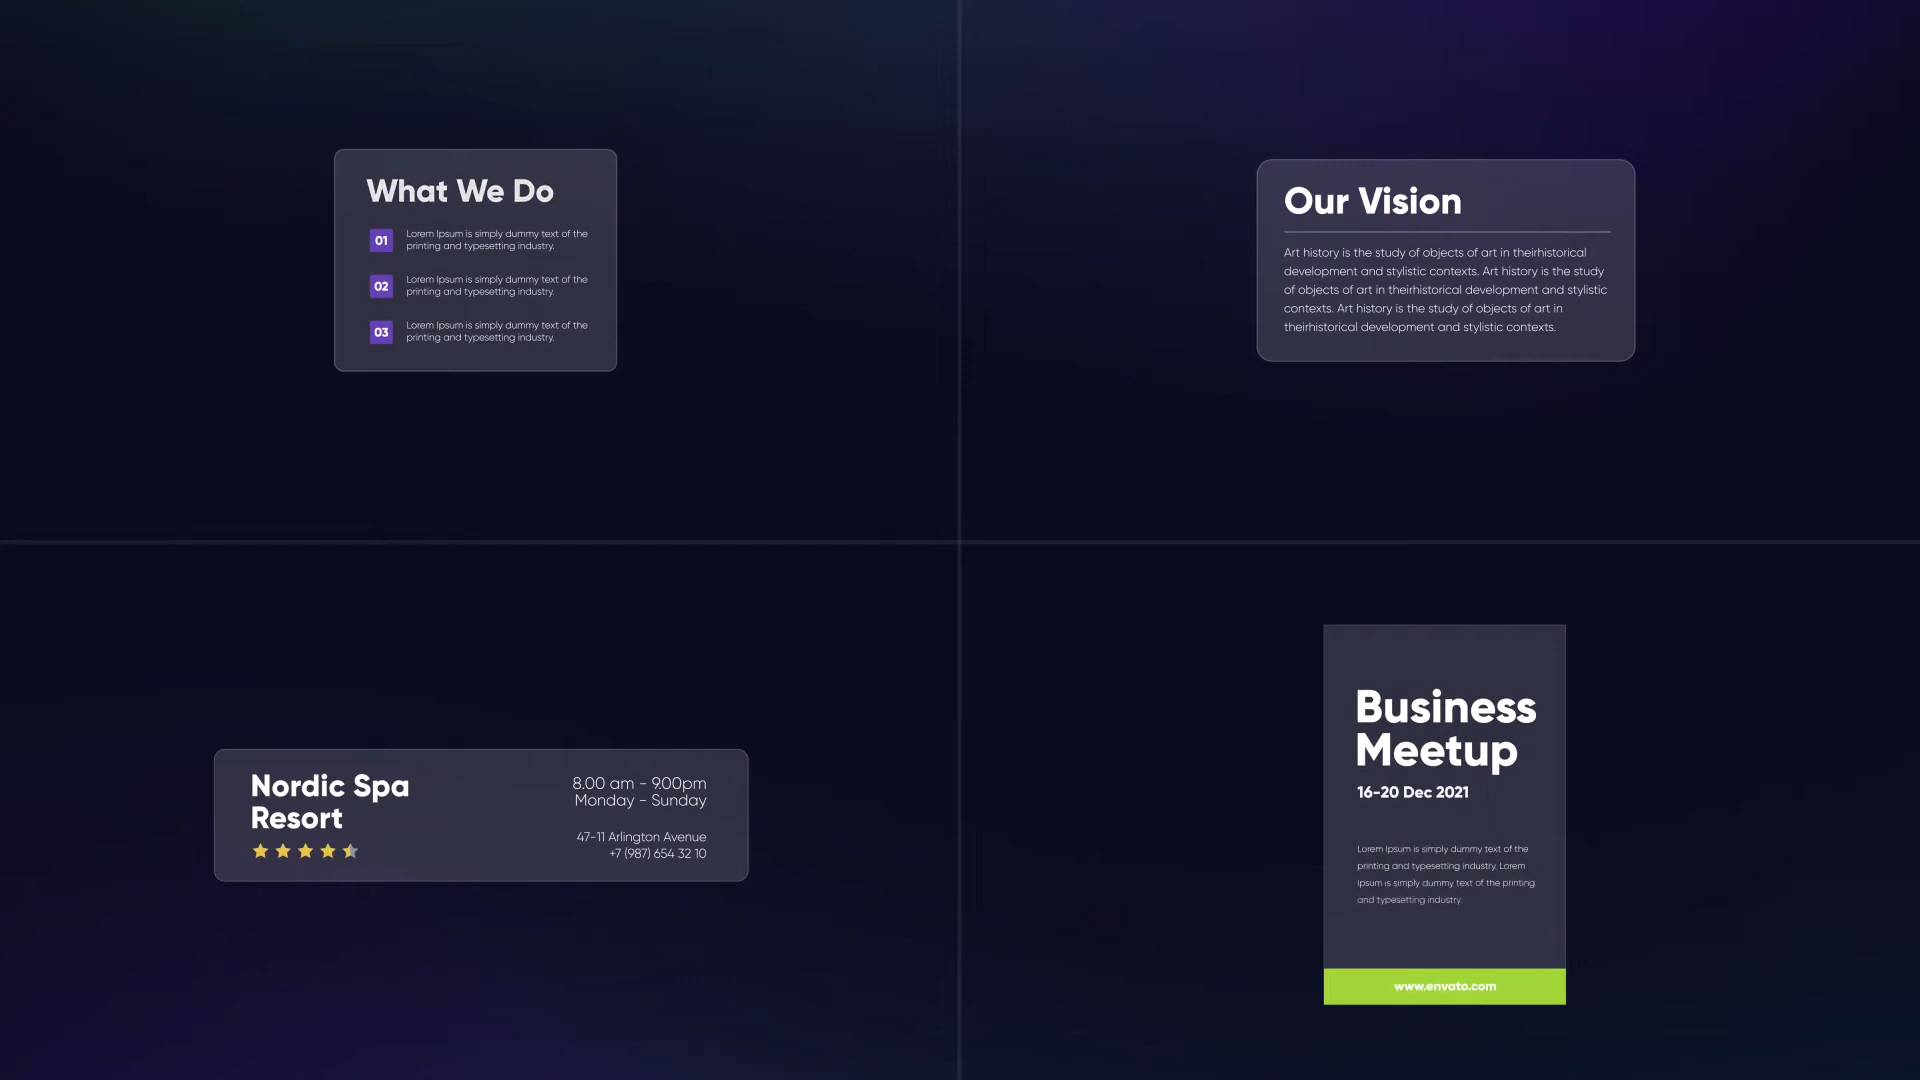 What We Do
01
Lorem Ipsum is simply dummy text of the
printing and typesetting industry.
02
Lorem Ipsum is simply dummy text of the
printing and typesetting industry.
03
Lorem Ipsum is simply dummy text of the
printing and typesetting industry.
Our Vision
Art history is the study of objects of art in theirhistorical
development and stylistic contexts. Art history is the study
of objects of art in theirhistorical development and stylistic
contexts. Art history is the study of objects of art in
theirhistorical development and stylistic contexts.
Nordic Spa
Resort
8.00 am - 9.00pm
Monday - Sunday
47-11 Arlington Avenue
+7 (987) 654 32 10
Business
Meetup
16-20 Dec 2021
Lorem Ipsum is simply dummy text of the
printing and typesetting industry. Lorem
Ipsum is simply dummy text of the printing
and typesetting industry.
www.envato.com